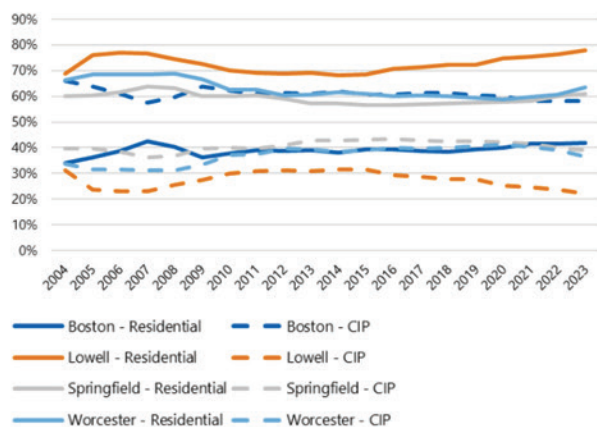 90%
80%
70%
60%
50%
40%
30%
20%
10%
0%
2004 2005 2006 2007 2008 2009 2010 2011 2012 2013 2014 2015 2016 2017 2018 2019 2020 2021 2022 2023
Boston - Residential Boston - CIP
Lowell - Residential Lowell - CIP
Springfield - Residential Springfield - CIP
Worcester - Residential Worcester - CIP